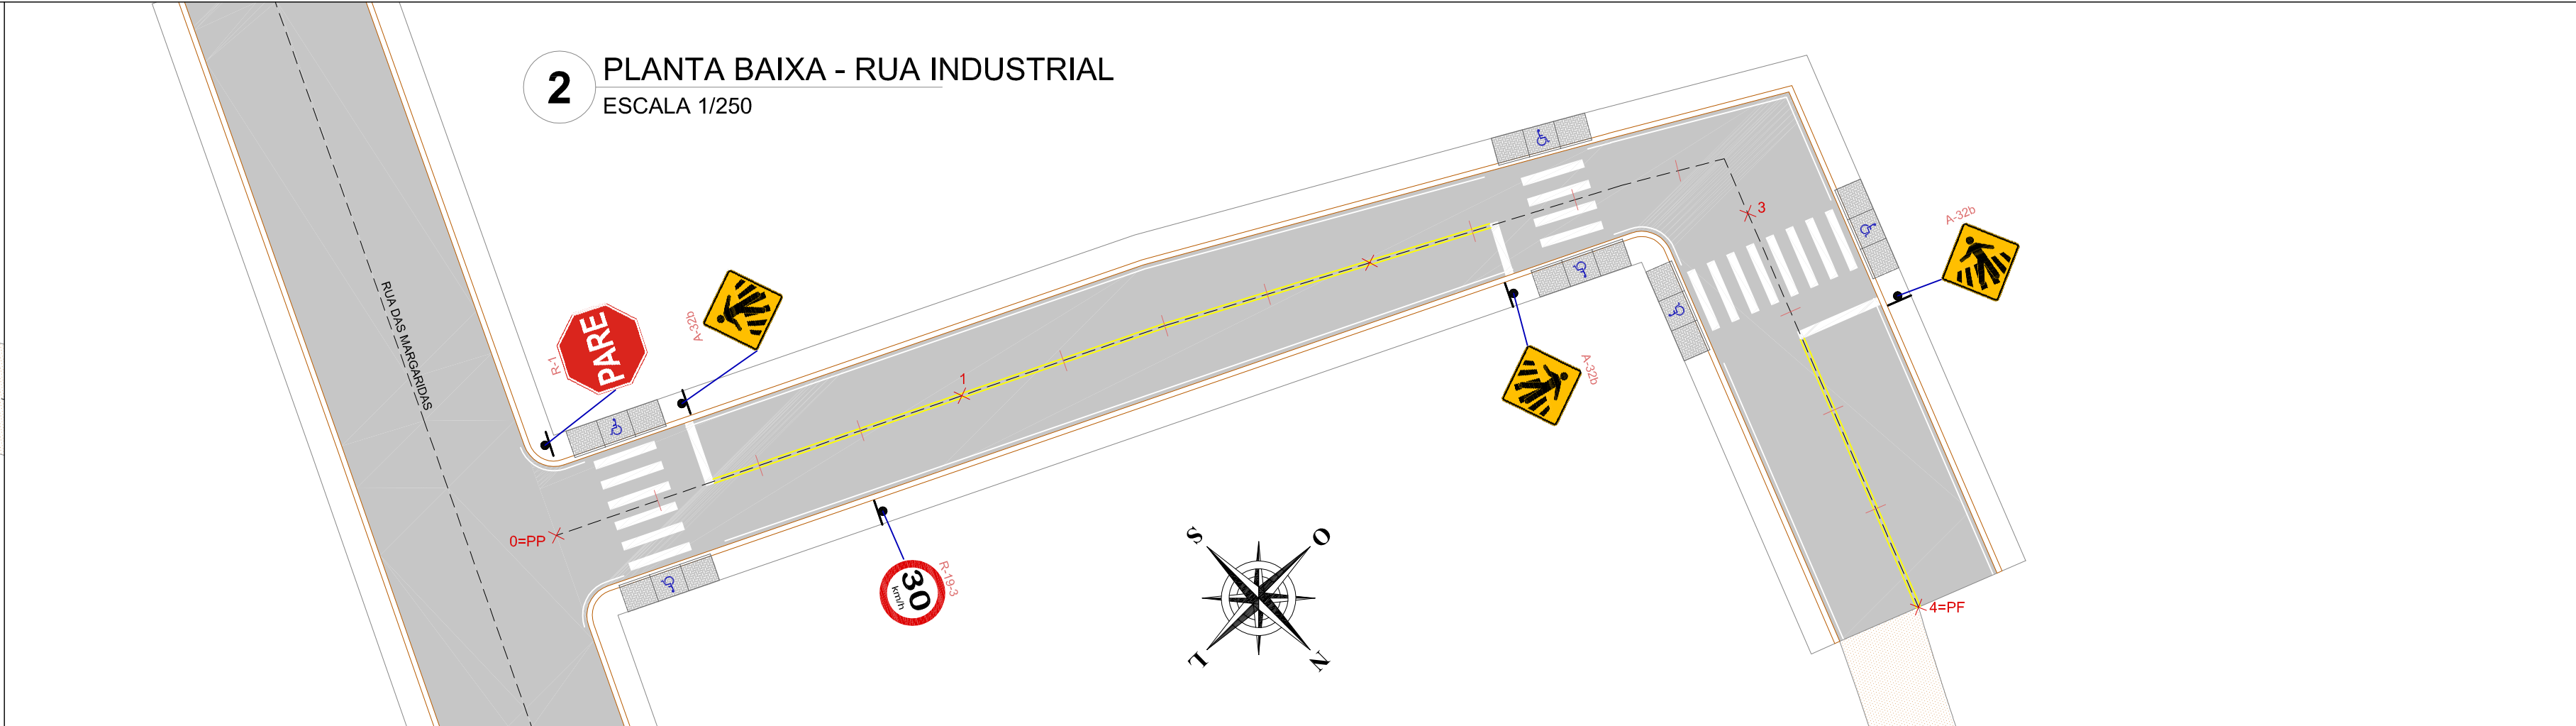 2
PLANTA BAIXA - RUA INDUSTRIAL
ESCALA 1/250
RUA DAS MARGARIDAS
R-1
PARE
A-32b
0=PP
1
30
km/h
R-19-3
A-32b
3
A-32b
4=PF
S
O
L
N